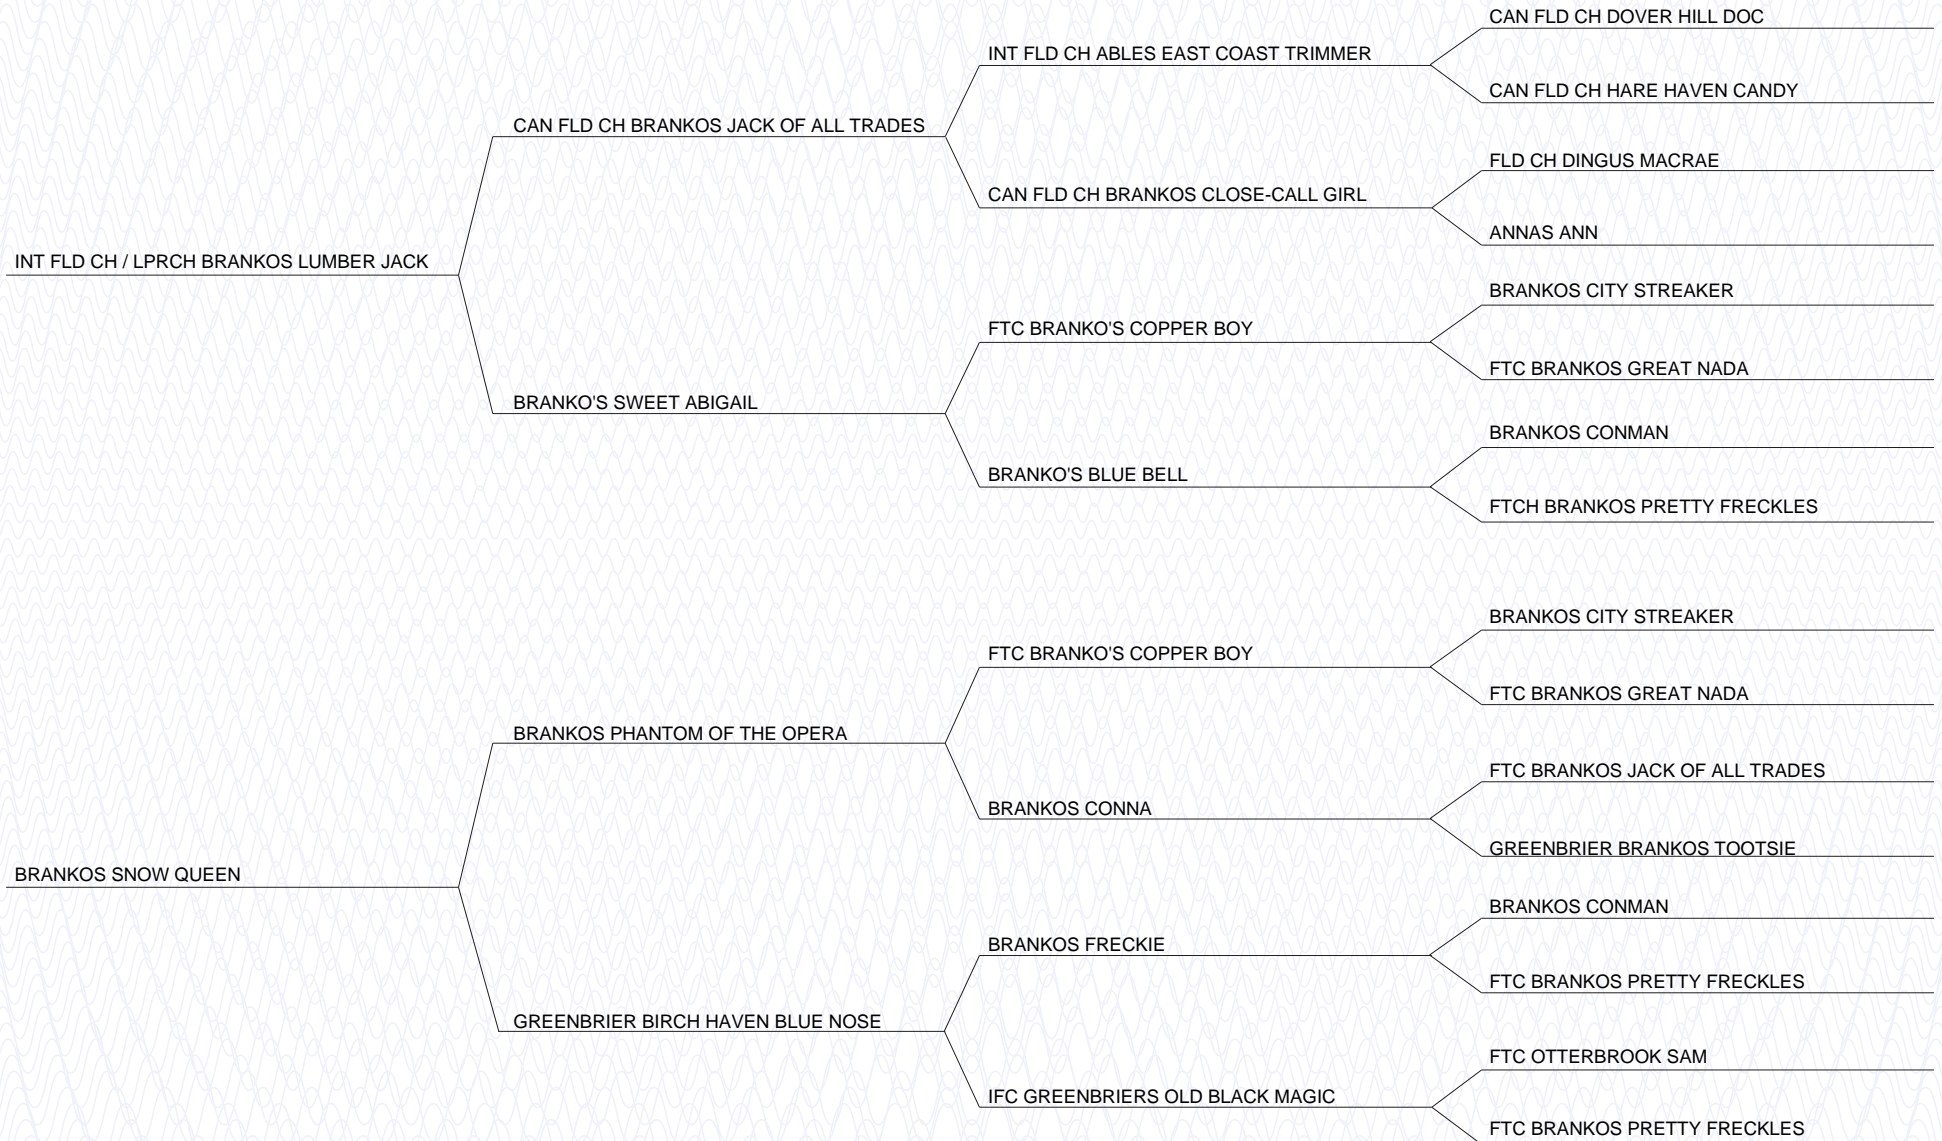 CAN FLD CH DOVER HILL DOC
INT FLD CH ABLES EAST COAST TRIMMER
CAN FLD CH HARE HAVEN CANDY
CAN FLD CH BRANKOS JACK OF ALL TRADES
FLD CH DINGUS MACRAE
CAN FLD CH BRANKOS CLOSE-CALL GIRL
ANNAS ANN
INT FLD CH / LPRCH BRANKOS LUMBER JACK
BRANKOS CITY STREAKER
FTC BRANKO'S COPPER BOY
FTC BRANKOS GREAT NADA
BRANKO'S SWEET ABIGAIL
BRANKOS CONMAN
BRANKO'S BLUE BELL
FTCH BRANKOS PRETTY FRECKLES
BRANKOS CITY STREAKER
FTC BRANKO'S COPPER BOY
FTC BRANKOS GREAT NADA
BRANKOS PHANTOM OF THE OPERA
FTC BRANKOS JACK OF ALL TRADES
BRANKOS CONNA
GREENBRIER BRANKOS TOOTSIE
BRANKOS SNOW QUEEN
BRANKOS CONMAN
BRANKOS FRECKIE
FTC BRANKOS PRETTY FRECKLES
GREENBRIER BIRCH HAVEN BLUE NOSE
FTC OTTERBROOK SAM
IFC GREENBRIERS OLD BLACK MAGIC
FTC BRANKOS PRETTY FRECKLES